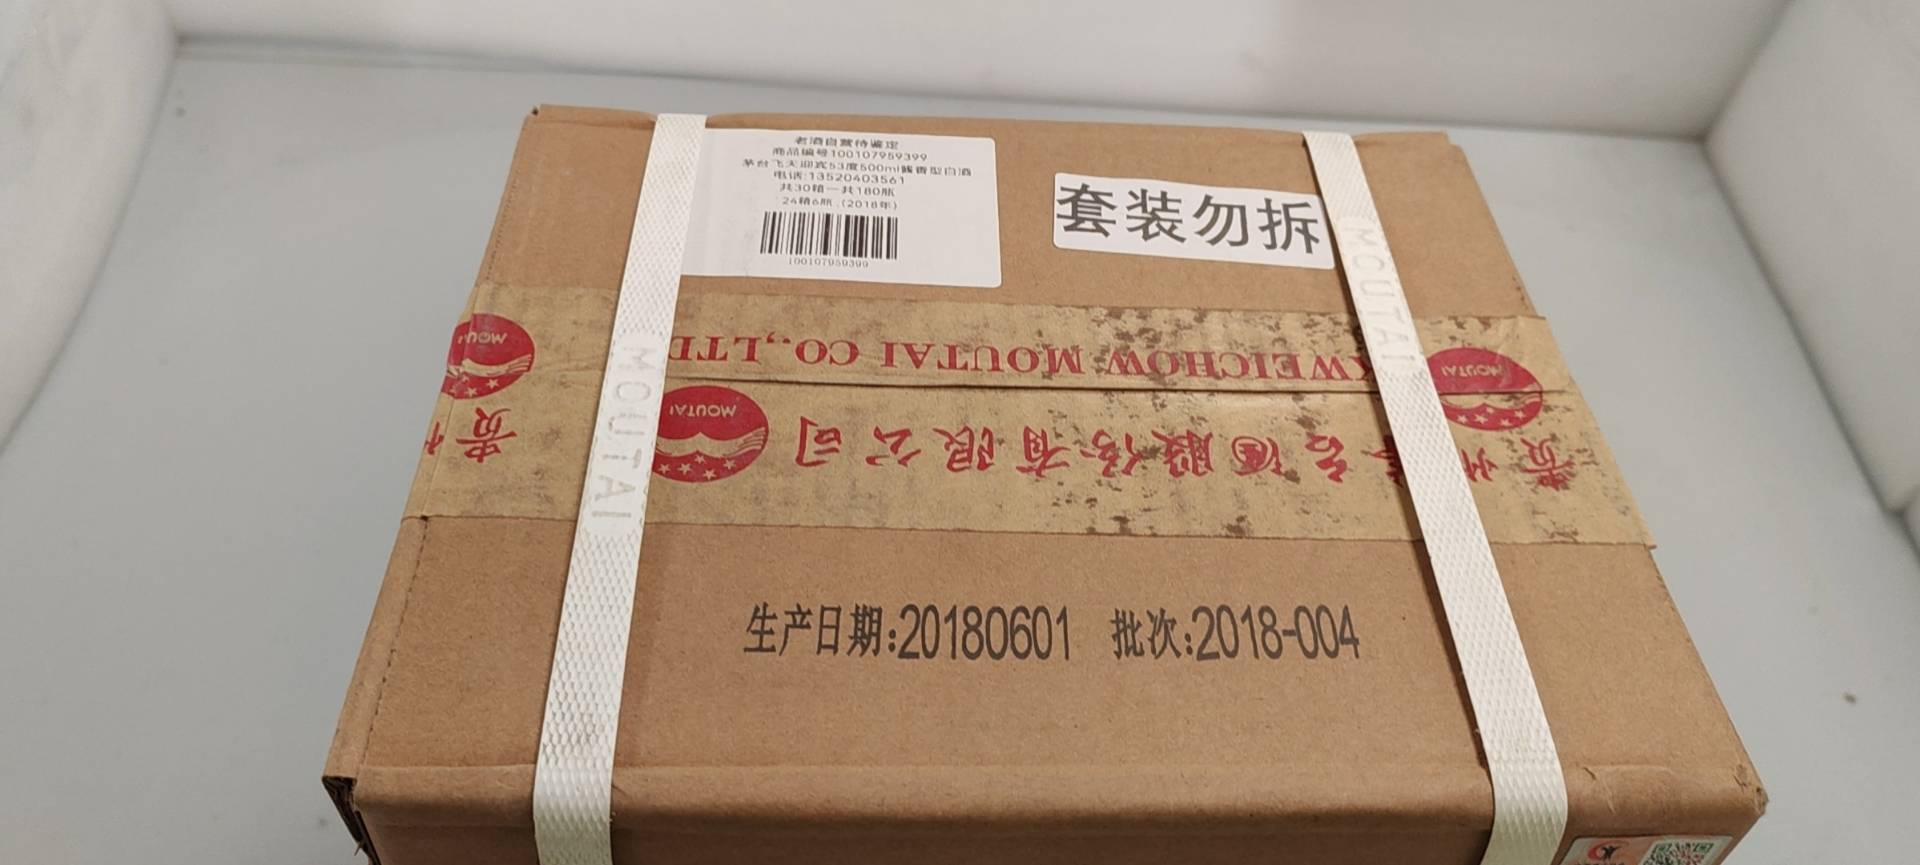 老酒自营待鉴定
商品编号100107959399
茅台飞天迎宾53度500ml酱香型白酒
电话:13520403561
共30箱一共180瓶
24箱6瓶 (2018年)
100107959399
套装勿拆
MOUTAI
MOUTAI
KWEICHOW MOUTAI CO.,LTD
MOUTAI
MOUTAI
台酒股份有限公司
贵州
贵州
生产日期:20180601 批次:2018-004